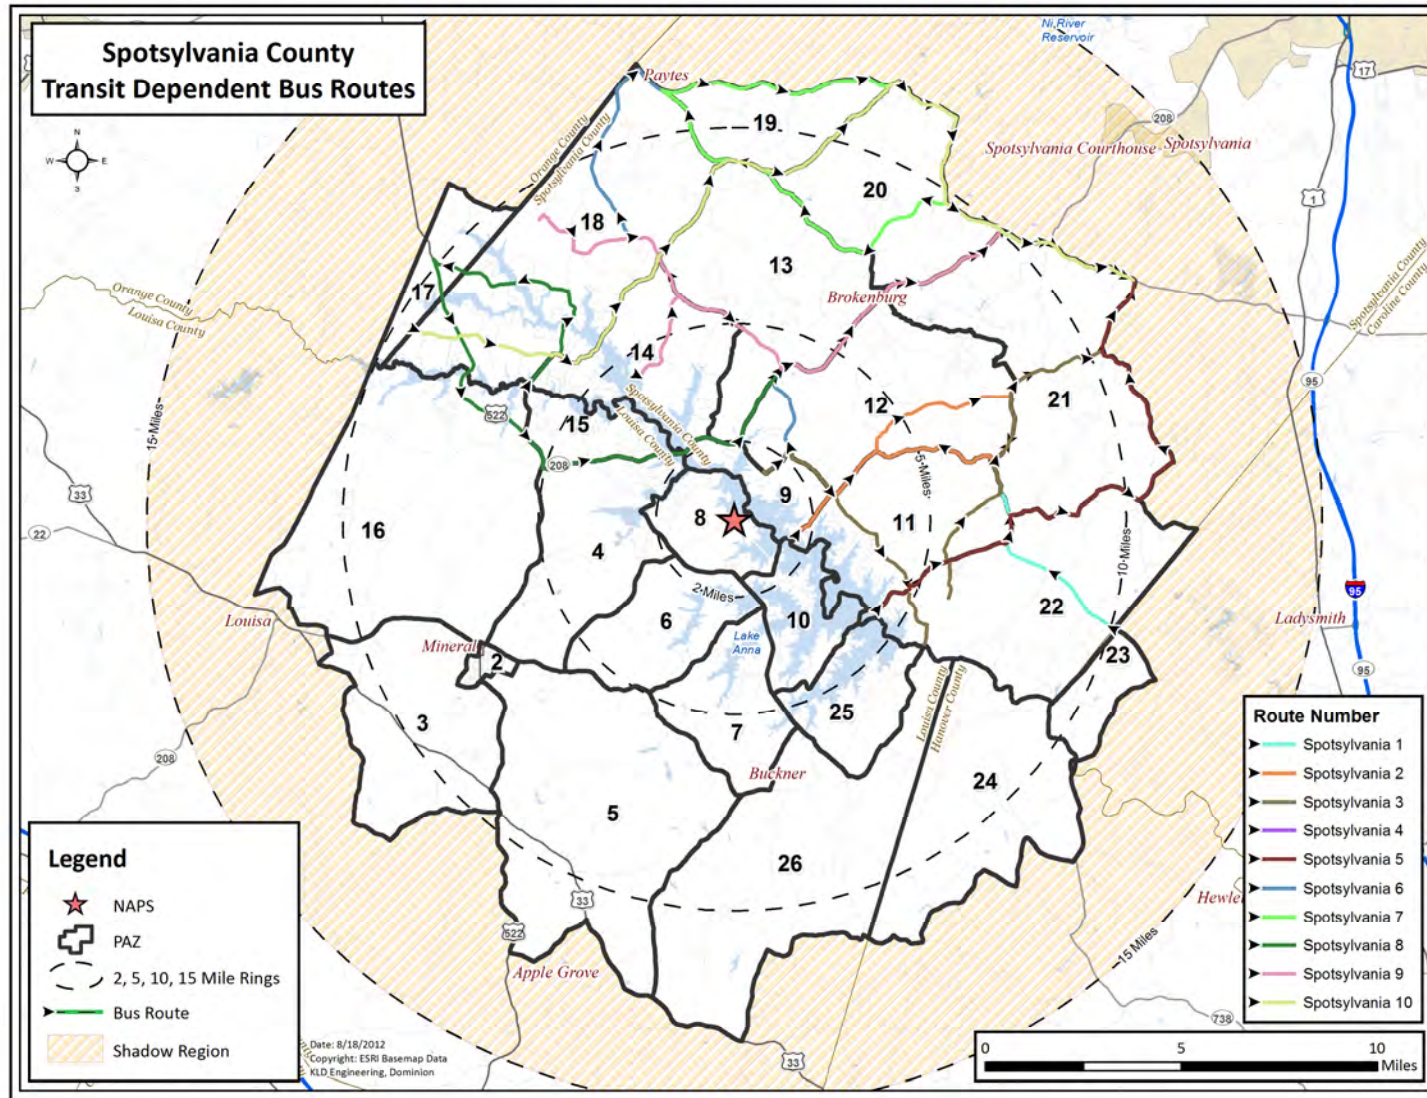 Spotsylvania County
Transit Dependent Bus Routes
N
W E
S
Ni River
Reservoir
17
208
Spotsylvania Courthouse
Spotsylvania
1
Paytes
19
Orange County
Spotsylvania County
20
18
13
17
Brokenburg
Orange County
Louisa County
Spotsylvania County
Caroline County
14
12
21
95
15 Miles
522
15
Spotsylvania County
Louisa County
208
5 Miles
33
22
16
9
8
11
4
10 Miles
2 Miles
95
6
10
22
Louisa
Mineral
2
Lake
Anna
Ladysmith
23
95
3
7
25
Louisa County
Hanover County
208
Buckner
24
5
26
33
522
Apple Grove
15 Miles
738
33
Route Number
Spotsylvania 1
Spotsylvania 2
Spotsylvania 3
Spotsylvania 4
Spotsylvania 5
Spotsylvania 6
Spotsylvania 7
Spotsylvania 8
Spotsylvania 9
Spotsylvania 10
Legend
NAPS
PAZ
2, 5, 10, 15 Mile Rings
Bus Route
Shadow Region
Date: 8/18/2012
Copyright: ESRI Basemap Data
KLD Engineering, Dominion
0 5 10
Miles